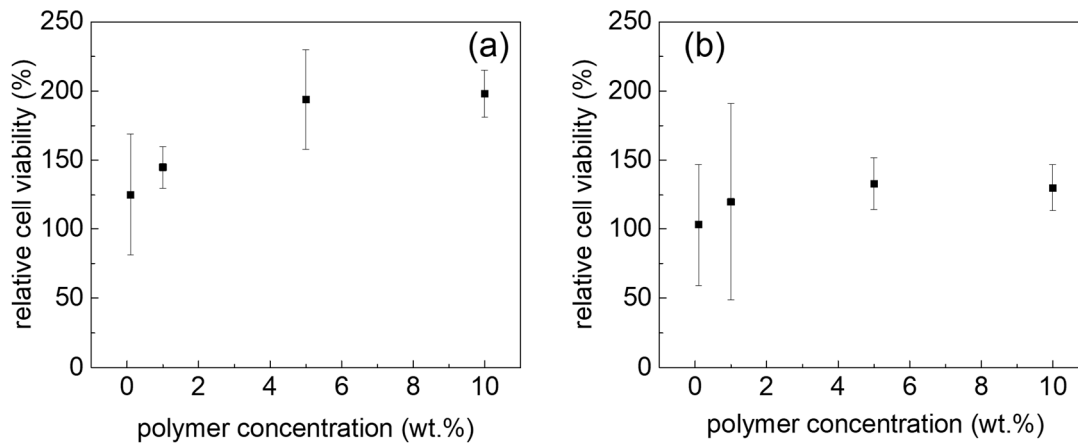 (a)
relative cell viability (%)
250
200
150
100
50
0
0 2 4 6 8 10
polymer concentration (wt.%)
(b)
relative cell viability (%)
250
200
150
100
50
0
0 2 4 6 8 10
polymer concentration (wt.%)